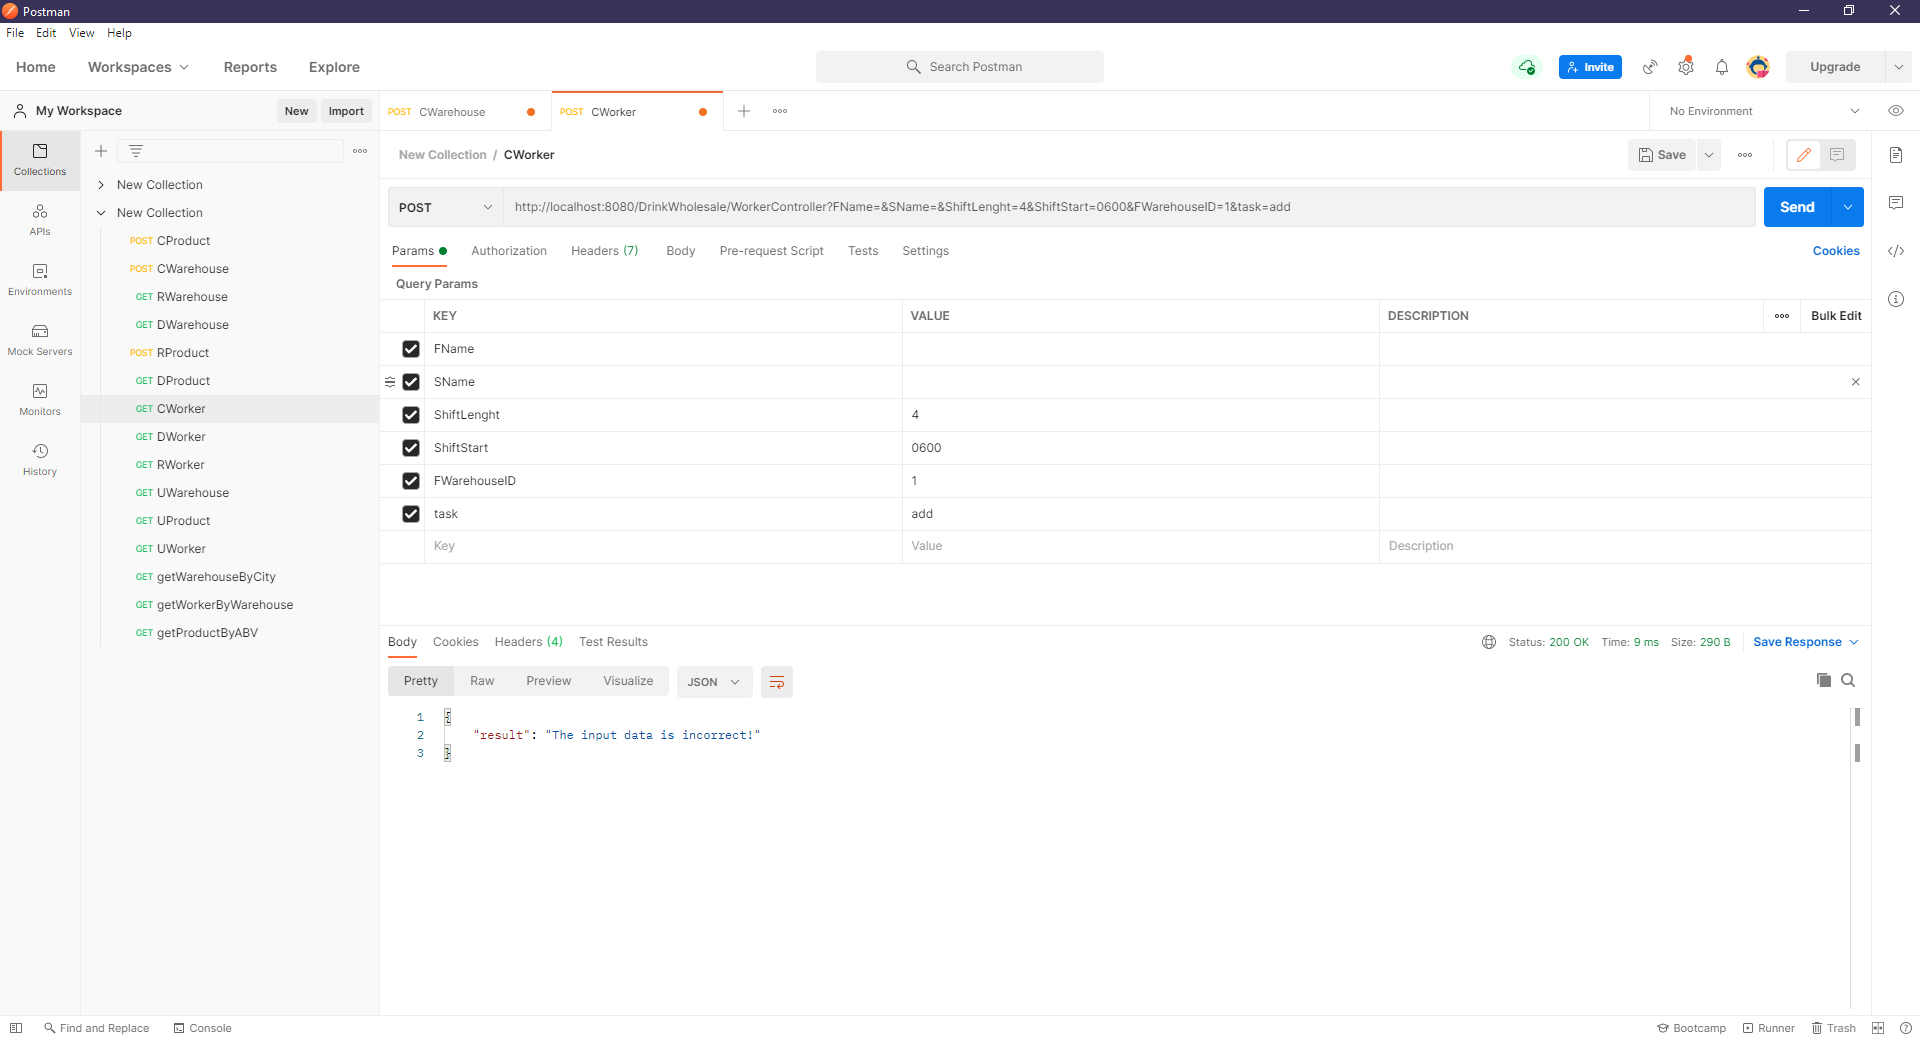 Postman
File Edit View Help
Home Workspaces Reports Explore
Search Postman
Invite
Upgrade
My Workspace New Import
POST CWarehouse
POST CWorker
No Environment
Collections
APIs
Environments
Mock Servers
Monitors
History
New Collection
New Collection
POST CProduct
POST CWarehouse
GET RWarehouse
GET DWarehouse
POST RProduct
GET DProduct
GET CWorker
GET DWorker
GET RWorker
GET UWarehouse
GET UProduct
GET UWorker
GET getWarehouseByCity
GET getWorkerByWarehouse
GET getProductByABV
New Collection / CWorker
Save
POST http://localhost:8080/DrinkWholesale/WorkerController?FName=&SName=&ShiftLenght=4&ShiftStart=0600&FWarehouseID=1&task=add
Send
Params Authorization Headers (7) Body Pre-request Script Tests Settings
Cookies
Query Params
KEY VALUE DESCRIPTION Bulk Edit
FName
SName
ShiftLenght 4
ShiftStart 0600
FWarehouseID 1
task add
Key Value Description
Body Cookies Headers (4) Test Results
Status: 200 OK Time: 9 ms Size: 290 B Save Response
Pretty Raw Preview Visualize JSON
1 {
2 "result": "The input data is incorrect!"
3 }
Find and Replace Console
Bootcamp Runner Trash